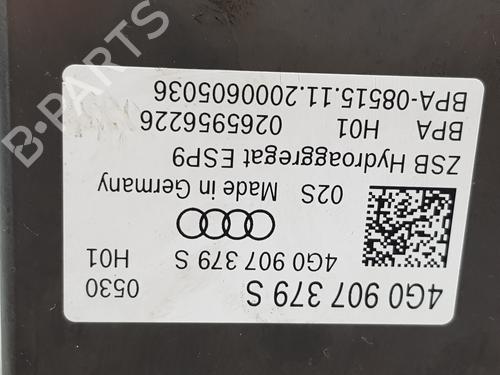 4G0 907 379 S
0530
4G0 907 379 S H01
02S Made in Germany
ZSB Hydroaggregat ESP9
BPA H01 0265956226
BPA-08515.11.2000605036